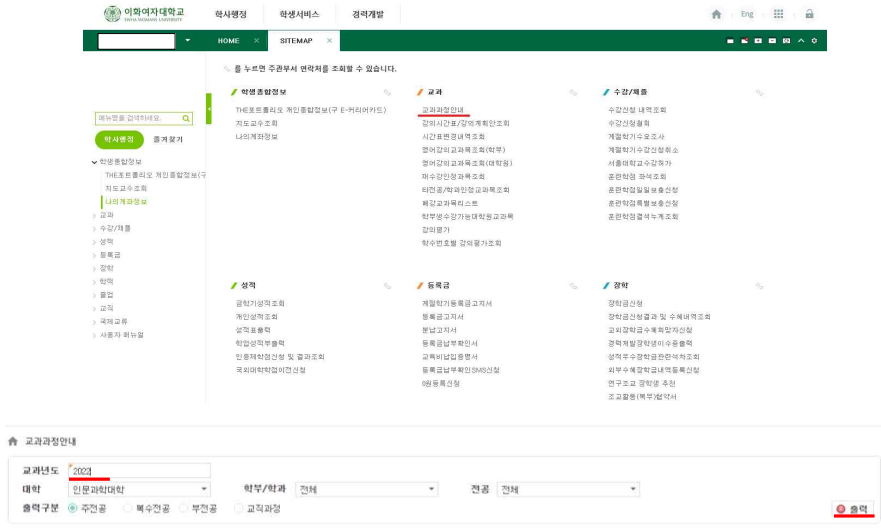 이화여자대학교
EWHA WOMANS UNIVERSITY
학사행정
학생서비스
경력개발
Eng
HOME ×
SITEMAP ×
를 누르면 주관부서 연락처를 조회할 수 있습니다.
메뉴명을 검색하세요.
학사행정
즐겨찾기
학생종합정보
THE포트폴리오 개인종합정보(구
지도교수조회
나의계좌정보
교과
수강/재플
성적
등록금
장학
학적
졸업
교직
국제교류
사용자 메뉴얼
학생종합정보
THE포트폴리오 개인종합정보(구 E-커리어카드)
지도교수조회
나의계좌정보
교과
교과과정안내
강의시간표/강의계획안조회
시간표변경내역조회
영어강의교과목조회(학부)
영어강의교과목조회(대학원)
재수강인정과목조회
타전공/학과인정교과목조회
폐강교과목리스트
학부생수강가능대학원교과목
강의평가
학수번호별 강의평가조회
수강/재플
수강신청 내역조회
수강신청철회
계절학기수요조사
계절학기수강신청취소
서울대학교수강허가
훈련학점 좌석조회
훈련학점일일보충신청
훈련학점특별보충신청
훈련학점결석누계조회
성적
금학기성적조회
개인성적조회
성적표출력
학업성적부출력
인정제학점신청 및 결과조회
국외대학학점이전신청
등록금
계절학기등록금고지서
등록금고지서
분납고지서
등록금납부확인서
교육비납입증명서
등록금납부확인SMS신청
0원등록신청
장학
장학금신청
장학금신청결과 및 수혜내역조회
교외장학금수혜희망자신청
경력개발장학생이수증출력
성적우수장학금관련석차조회
외부수혜장학금내역등록신청
연구조교 장학생 추천
조교활동(복무)협약서
교과과정안내
교과년도 2022
대학 인문과학대학 학부/학과 전체 전공 전체
출력구분 주전공 복수전공 부전공 교직과정 출력